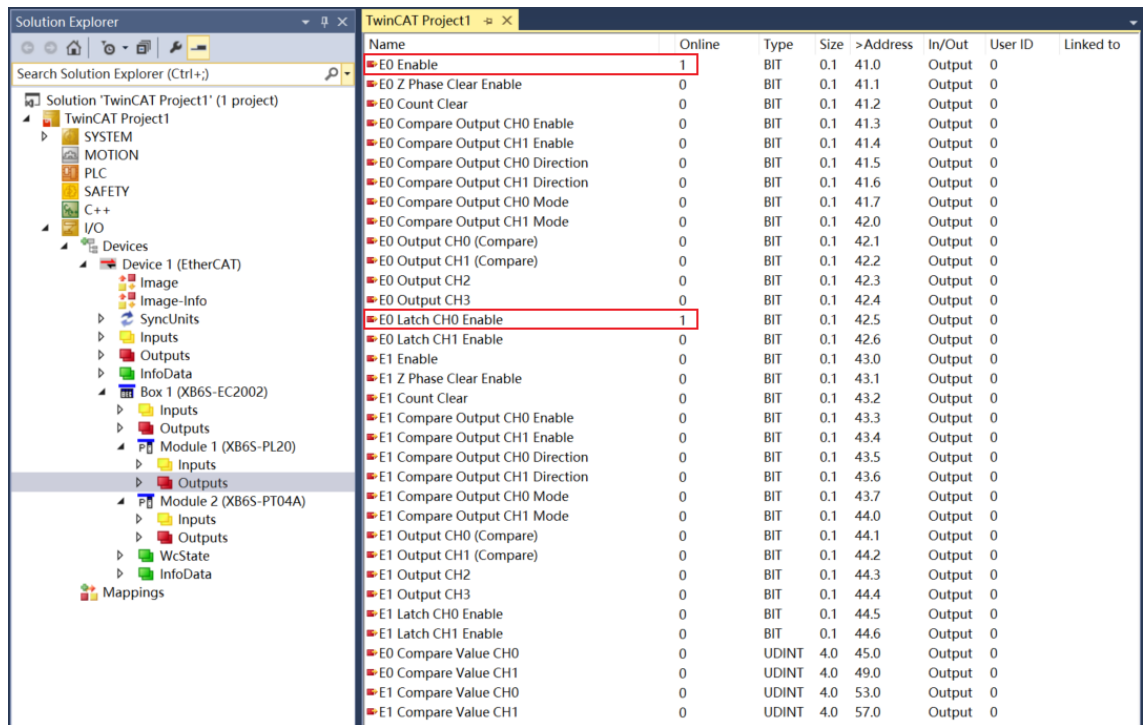 Solution Explorer
Search Solution Explorer (Ctrl+;)
Solution 'TwinCAT Project1' (1 project)
TwinCAT Project1
SYSTEM
MOTION
PLC
SAFETY
C++
I/O
Devices
Device 1 (EtherCAT)
Image
Image-Info
SyncUnits
Inputs
Outputs
InfoData
Box 1 (XB6S-EC2002)
Inputs
Outputs
Module 1 (XB6S-PL20)
Inputs
Outputs
Module 2 (XB6S-PT04A)
Inputs
Outputs
WcState
InfoData
Mappings
TwinCAT Project1
Name Online Type Size >Address In/Out User ID Linked to
E0 Enable 1 BIT 0.1 41.0 Output 0
E0 Z Phase Clear Enable 0 BIT 0.1 41.1 Output 0
E0 Count Clear 0 BIT 0.1 41.2 Output 0
E0 Compare Output CH0 Enable 0 BIT 0.1 41.3 Output 0
E0 Compare Output CH1 Enable 0 BIT 0.1 41.4 Output 0
E0 Compare Output CH0 Direction 0 BIT 0.1 41.5 Output 0
E0 Compare Output CH1 Direction 0 BIT 0.1 41.6 Output 0
E0 Compare Output CH0 Mode 0 BIT 0.1 41.7 Output 0
E0 Compare Output CH1 Mode 0 BIT 0.1 42.0 Output 0
E0 Output CH0 (Compare) 0 BIT 0.1 42.1 Output 0
E0 Output CH1 (Compare) 0 BIT 0.1 42.2 Output 0
E0 Output CH2 0 BIT 0.1 42.3 Output 0
E0 Output CH3 0 BIT 0.1 42.4 Output 0
E0 Latch CH0 Enable 1 BIT 0.1 42.5 Output 0
E0 Latch CH1 Enable 0 BIT 0.1 42.6 Output 0
E1 Enable 0 BIT 0.1 43.0 Output 0
E1 Z Phase Clear Enable 0 BIT 0.1 43.1 Output 0
E1 Count Clear 0 BIT 0.1 43.2 Output 0
E1 Compare Output CH0 Enable 0 BIT 0.1 43.3 Output 0
E1 Compare Output CH1 Enable 0 BIT 0.1 43.4 Output 0
E1 Compare Output CH0 Direction 0 BIT 0.1 43.5 Output 0
E1 Compare Output CH1 Direction 0 BIT 0.1 43.6 Output 0
E1 Compare Output CH0 Mode 0 BIT 0.1 43.7 Output 0
E1 Compare Output CH1 Mode 0 BIT 0.1 44.0 Output 0
E1 Output CH0 (Compare) 0 BIT 0.1 44.1 Output 0
E1 Output CH1 (Compare) 0 BIT 0.1 44.2 Output 0
E1 Output CH2 0 BIT 0.1 44.3 Output 0
E1 Output CH3 0 BIT 0.1 44.4 Output 0
E1 Latch CH0 Enable 0 BIT 0.1 44.5 Output 0
E1 Latch CH1 Enable 0 BIT 0.1 44.6 Output 0
E0 Compare Value CH0 0 UDINT 4.0 45.0 Output 0
E0 Compare Value CH1 0 UDINT 4.0 49.0 Output 0
E1 Compare Value CH0 0 UDINT 4.0 53.0 Output 0
E1 Compare Value CH1 0 UDINT 4.0 57.0 Output 0